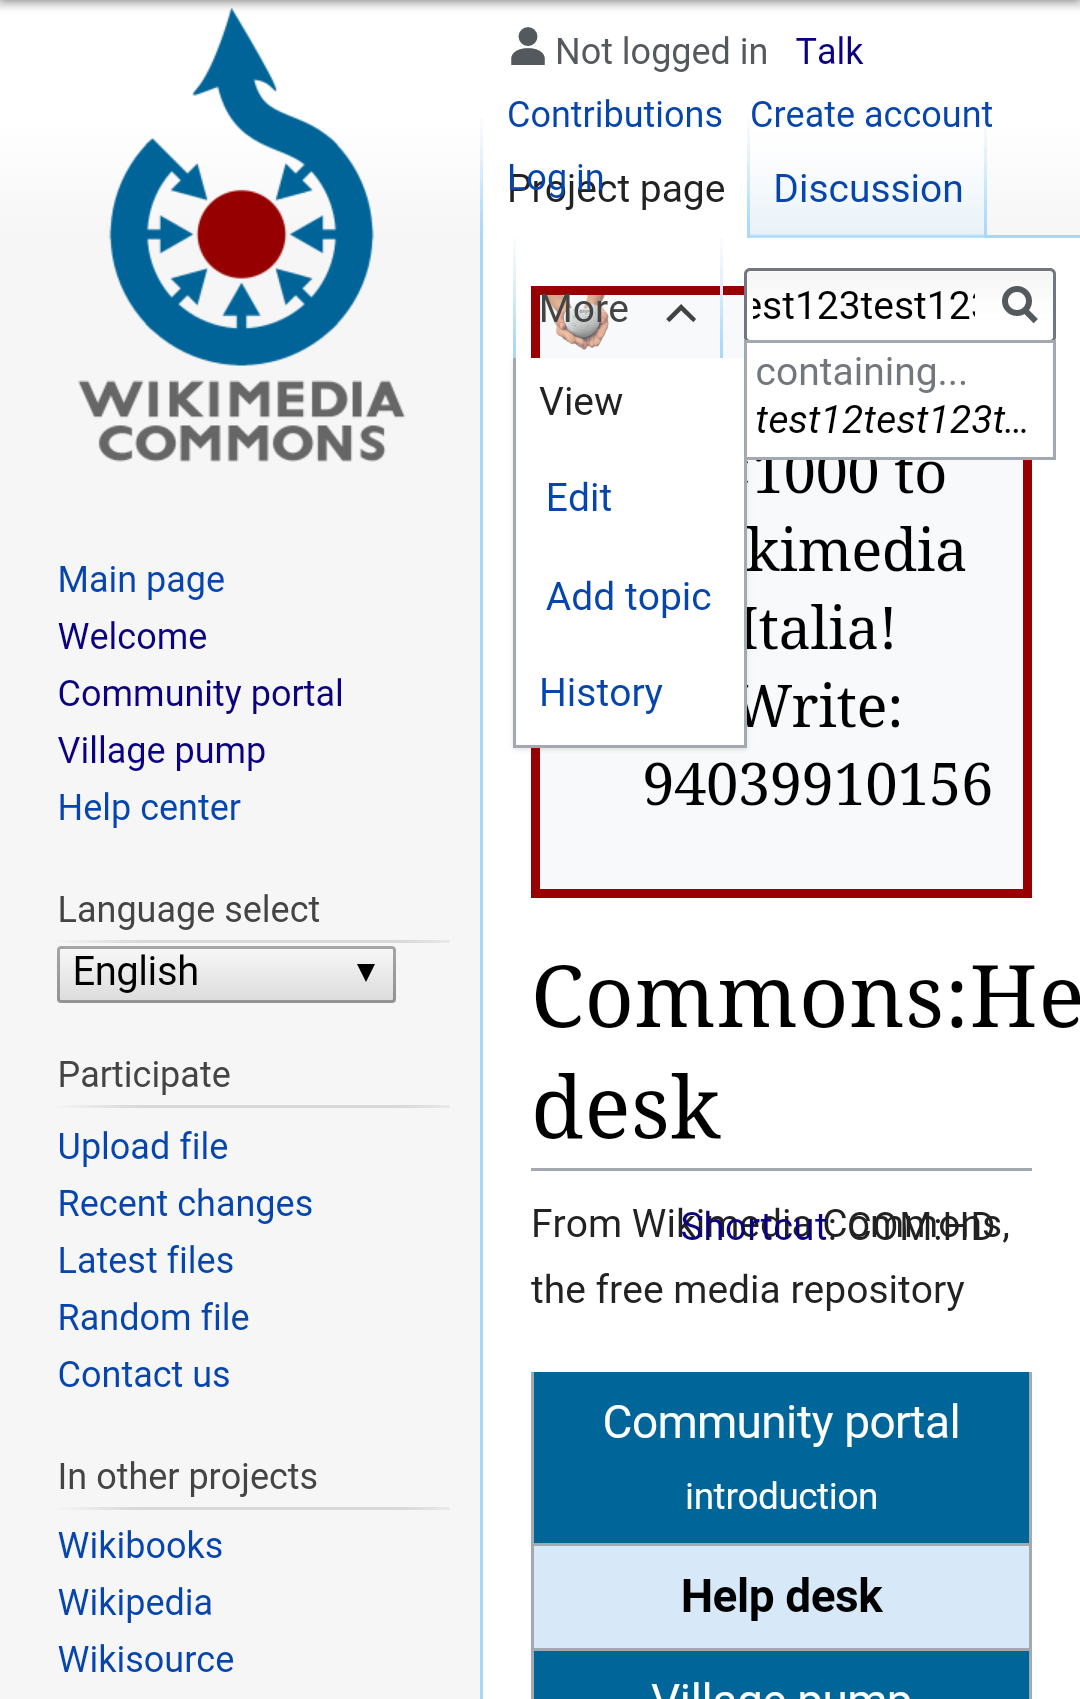 WIKIMEDIA
COMMONS
Main page
Welcome
Community portal
Village pump
Help center
Language select
English
Participate
Upload file
Recent changes
Latest files
Random file
Contact us
In other projects
Wikibooks
Wikipedia
Wikisource
Not logged in Talk
Contributions Create account
Log in
Project page Discussion
More
est123test123
containing...
test12test123t...
View
Edit
Add topic
History
1000 to
kimedia
Italia!
Write:
94039910156
Commons:He
desk
From Wikimedia Commons,
Shortcut: COM:HD
the free media repository
Community portal
introduction
Help desk
Village pump